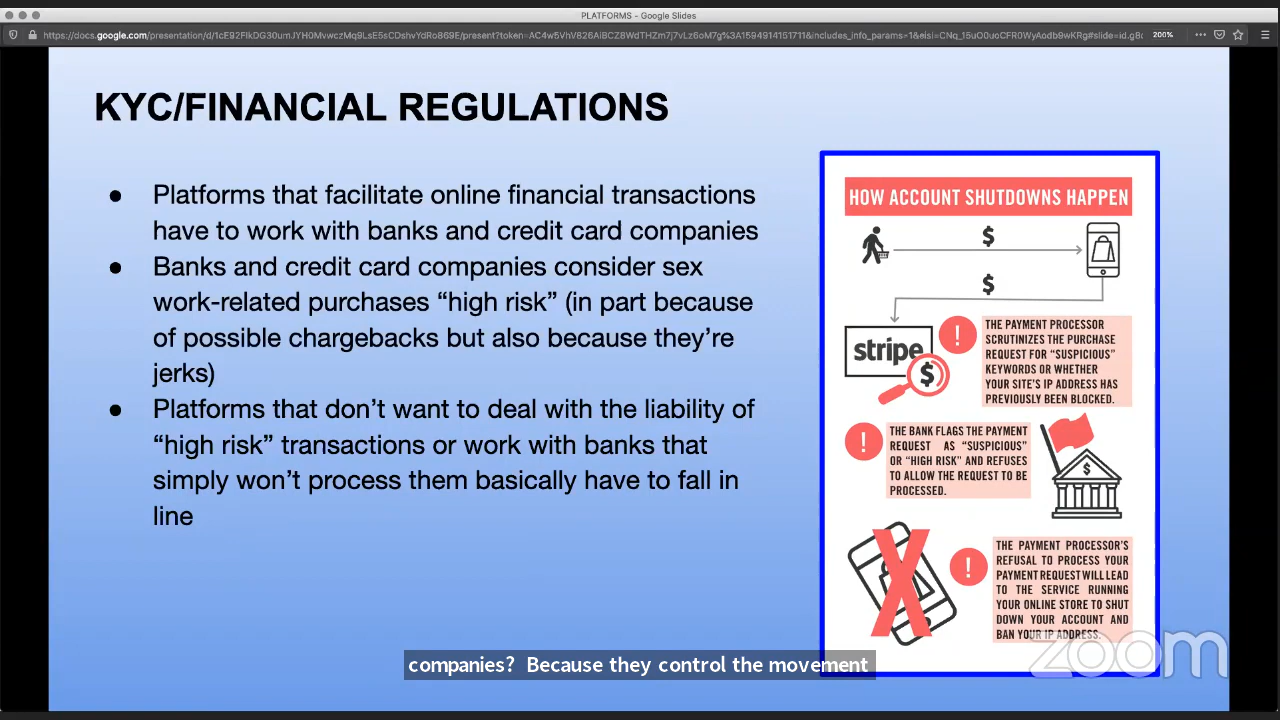 PLATFORMS - Google Slides
200%
KYC/FINANCIAL REGULATIONS
● Platforms that facilitate online financial transactions
have to work with banks and credit card companies
● Banks and credit card companies consider sex
work-related purchases “high risk” (in part because
of possible chargebacks but also because they’re
jerks)
● Platforms that don’t want to deal with the liability of
“high risk” transactions or work with banks that
simply won’t process them basically have to fall in
line
HOW ACCOUNT SHUTDOWNS HAPPEN
$
$
stripe
$
!
THE PAYMENT PROCESSOR
SCRUTINIZES THE PURCHASE
REQUEST FOR “SUSPICIOUS”
KEYWORDS OR WHETHER
YOUR SITE’S IP ADDRESS HAS
PREVIOUSLY BEEN BLOCKED.
!
THE BANK FLAGS THE PAYMENT
REQUEST AS “SUSPICIOUS”
OR “HIGH RISK” AND REFUSES
TO ALLOW THE REQUEST TO BE
PROCESSED.
$
!
THE PAYMENT PROCESSOR’S
REFUSAL TO PROCESS YOUR
PAYMENT REQUEST WILL LEAD
TO THE SERVICE RUNNING
YOUR ONLINE STORE TO SHUT
DOWN YOUR ACCOUNT AND
BAN YOUR IP ADDRESS.
companies? Because they control the movement
zoom